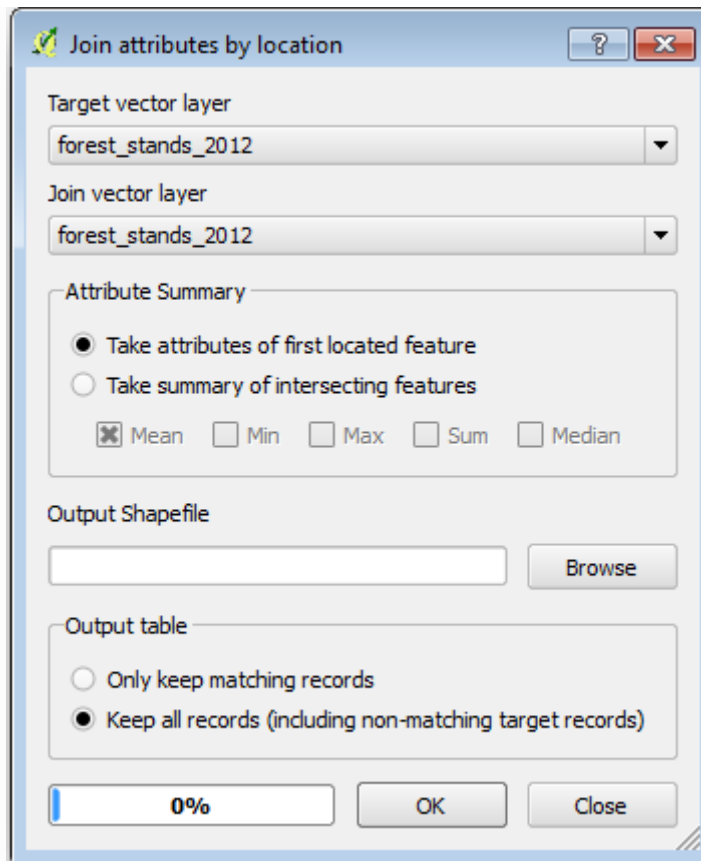 Join attributes by location
Target vector layer
forest_stands_2012
Join vector layer
forest_stands_2012
Attribute Summary
Take attributes of first located feature
Take summary of intersecting features
Mean Min Max Sum Median
Output Shapefile
Browse
Output table
Only keep matching records
Keep all records (including non-matching target records)
0% OK Close